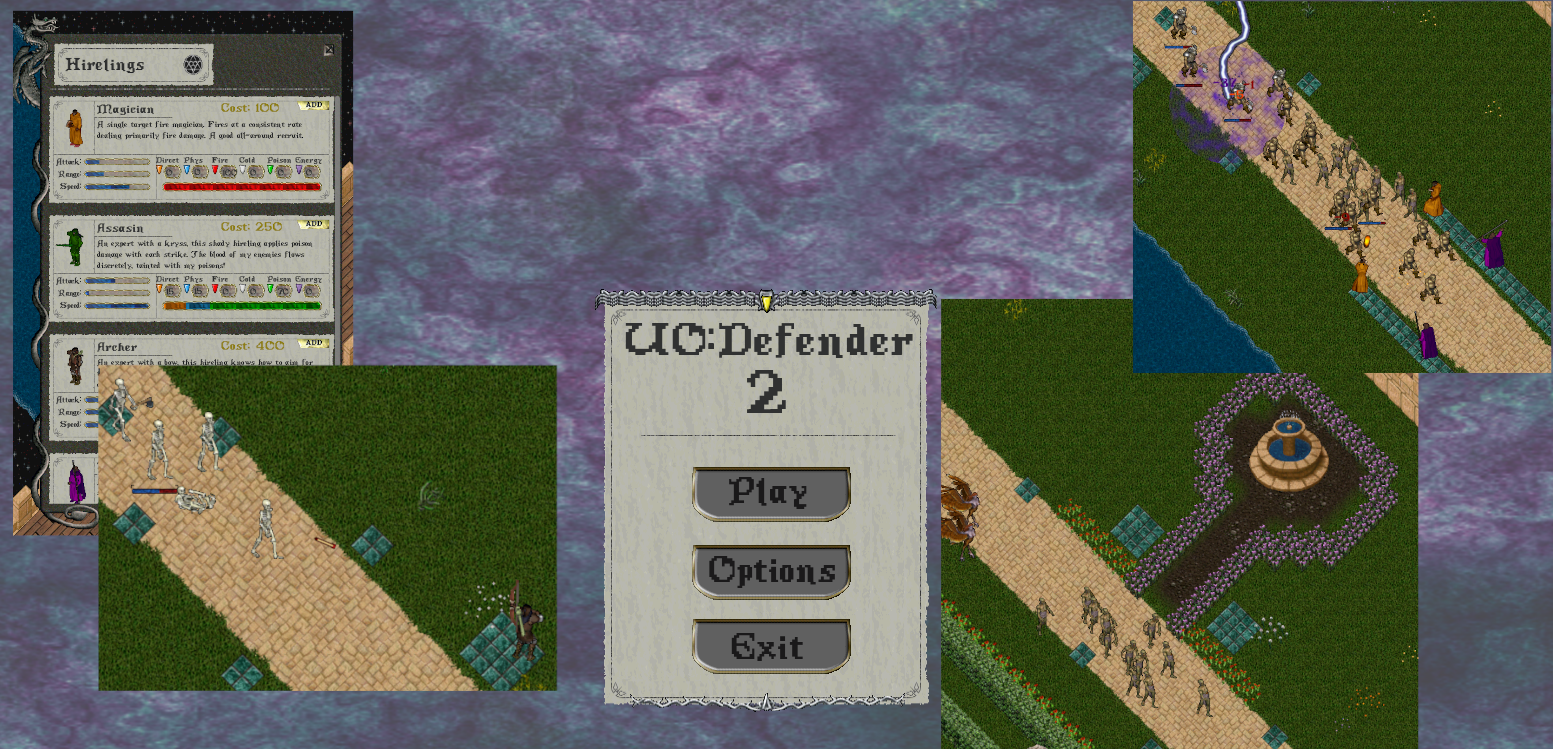 Hirelings
Magician
Cost: 100
ADD
A single target fire magician. Fires at a consistent rate
dealing primarily fire damage. A good all-around recruit.
Attack:
Range:
Speed:
Direct Phys Fire Cold Poison Energy
Assasin
Cost: 250
ADD
An expert with a kryss, this shady hireling applies poison
damage with each strike. The blood of my enemies flows
discretely, tainted with my poisons!
Attack:
Range:
Speed:
Direct Phys Fire Cold Poison Energy
Archer
Cost: 400
ADD
An expert with a bow, this hireling knows how to aim for
Attack:
Range:
Speed:
UO:Defender
2
Play
Options
Exit